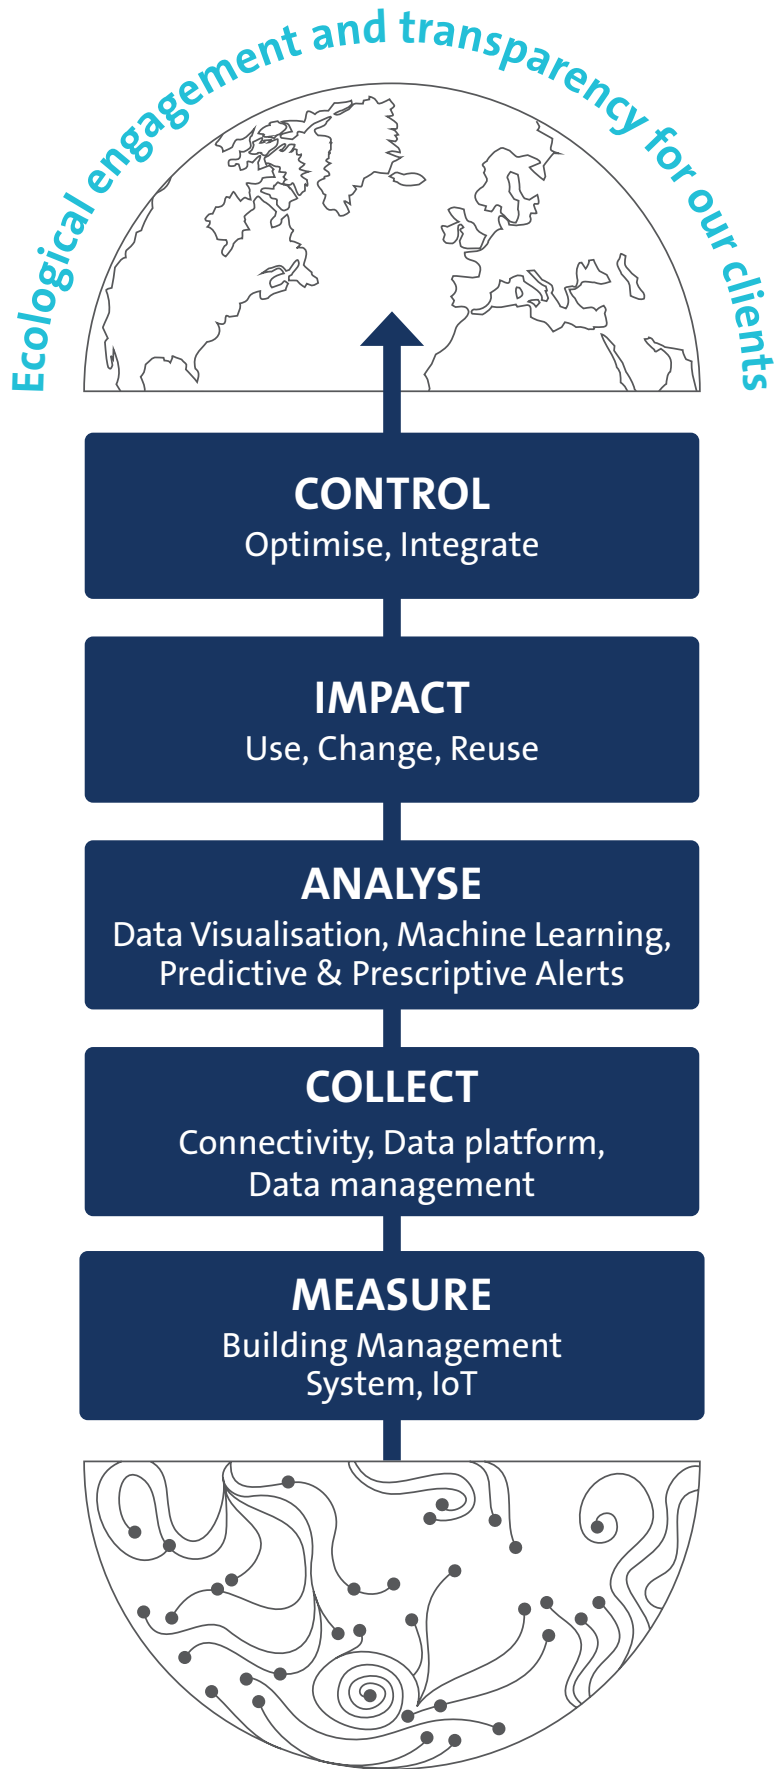 Ecological engagement and transparency for our clients
CONTROL
Optimise, Integrate
IMPACT
Use, Change, Reuse
ANALYSE
Data Visualisation, Machine Learning,
Predictive & Prescriptive Alerts
COLLECT
Connectivity, Data platform,
Data management
MEASURE
Building Management
System, IoT